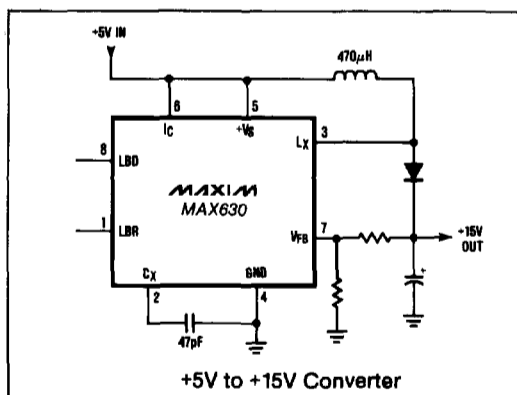 +5V IN
470µH
6
5
IC
+VS
LX
3
8
LBD
MAXIM
MAX630
1
LBR
VFB
7
+15V
OUT
CX
GND
2
4
47pF
+
+5V to +15V Converter